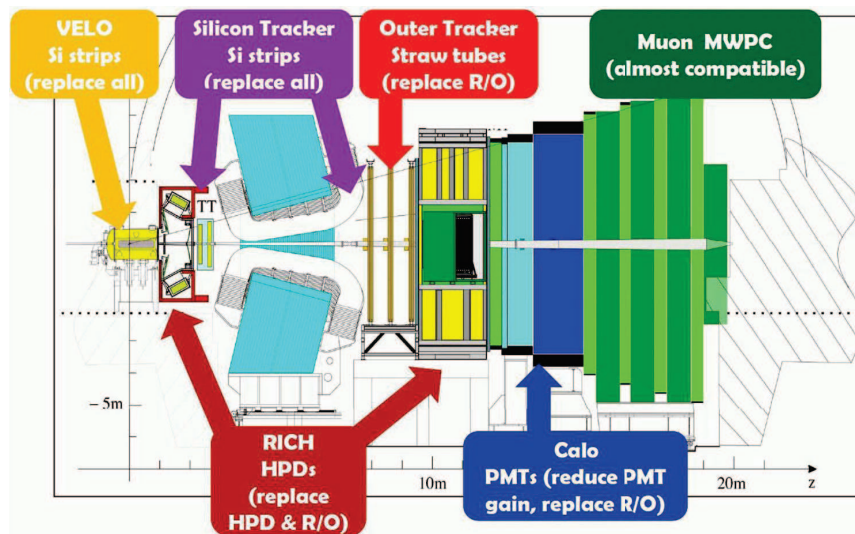 VELO
Si strips
(replace all)
Silicon Tracker
Si strips
(replace all)
Outer Tracker
Straw tubes
(replace R/O)
Muon MWPC
(almost compatible)
TT
- 5m
RICH
HPDs
(replace
HPD & R/O)
Calo
PMTs (reduce PMT
gain, replace R/O)
10m
20m
z